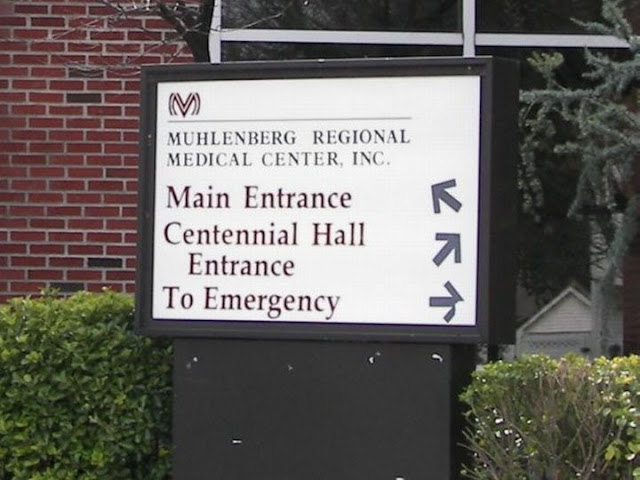 MUHLENBERG REGIONAL
MEDICAL CENTER, INC.
Main Entrance
Centennial Hall
Entrance
To Emergency